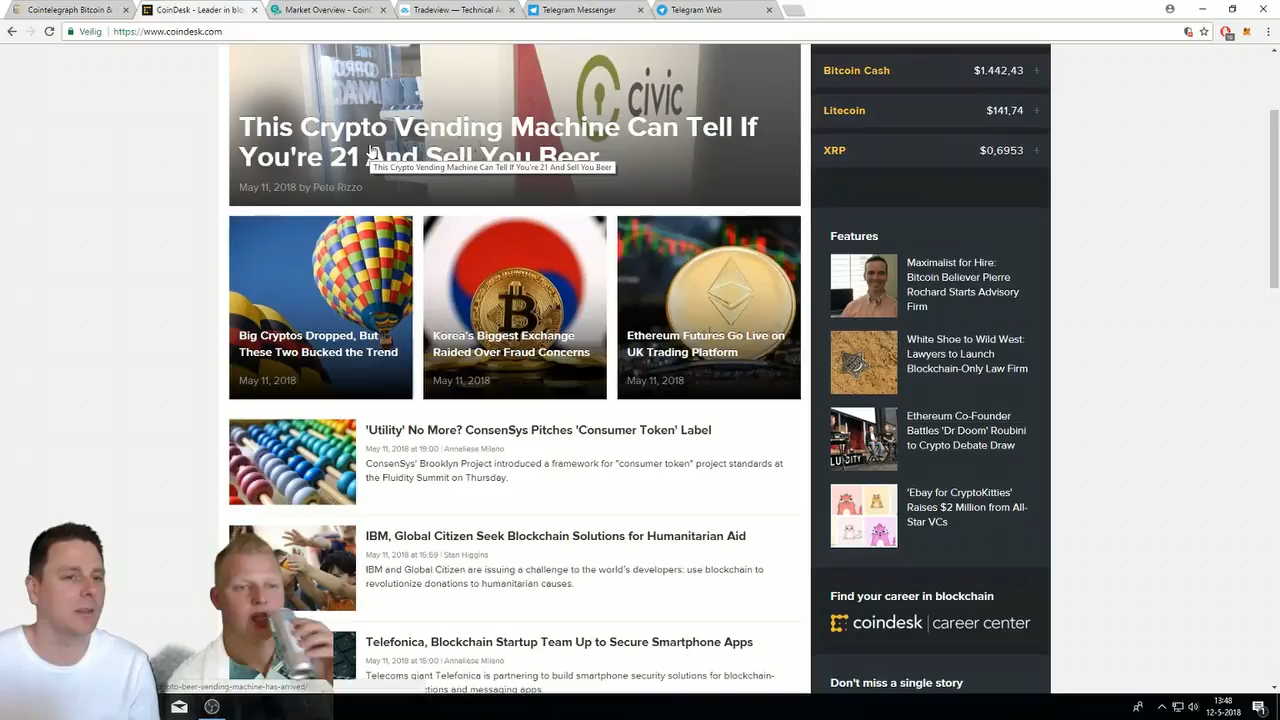 Cointelegraph Bitcoin &
CoinDesk - Leader in blo
Market Overview - CoinC
Tradeview — Technical A
Telegram Messenger
Telegram Web
Veilig
https://www.coindesk.com
civic
This Crypto Vending Machine Can Tell If
You're 21 And Sell You Beer
This Crypto Vending Machine Can Tell If You're 21 And Sell You Beer
May 11, 2018 by Pete Rizzo
Big Cryptos Dropped, But
These Two Bucked the Trend
May 11, 2018
Korea's Biggest Exchange
Raided Over Fraud Concerns
May 11, 2018
Ethereum Futures Go Live on
UK Trading Platform
May 11, 2018
'Utility' No More? ConsenSys Pitches 'Consumer Token' Label
May 11, 2018 at 19:00 | Annaliese Milano
ConsenSys' Brooklyn Project introduced a framework for "consumer token" project standards at
the Fluidity Summit on Thursday.
IBM, Global Citizen Seek Blockchain Solutions for Humanitarian Aid
May 11, 2018 at 15:59 | Stan Higgins
IBM and Global Citizen are issuing a challenge to the world's developers: use blockchain to
revolutionize donations to humanitarian causes.
Telefonica, Blockchain Startup Team Up to Secure Smartphone Apps
May 11, 2018 at 15:00 | Annaliese Milano
Telecoms giant Telefonica is partnering to build smartphone security solutions for blockchain-
ctions and messaging apps.
Bitcoin Cash $1.442,43 +
Litecoin $141,74 +
XRP $0,6953 +
Features
Maximalist for Hire:
Bitcoin Believer Pierre
Rochard Starts Advisory
Firm
White Shoe to Wild West:
Lawyers to Launch
Blockchain-Only Law Firm
Ethereum Co-Founder
Battles 'Dr Doom' Roubini
to Crypto Debate Draw
'Ebay for CryptoKitties'
Raises $2 Million from All-
Star VCs
Find your career in blockchain
coindesk | career center
Don't miss a single story
pto-beer-vending-machine-has-arrived/
13:48
12-5-2018